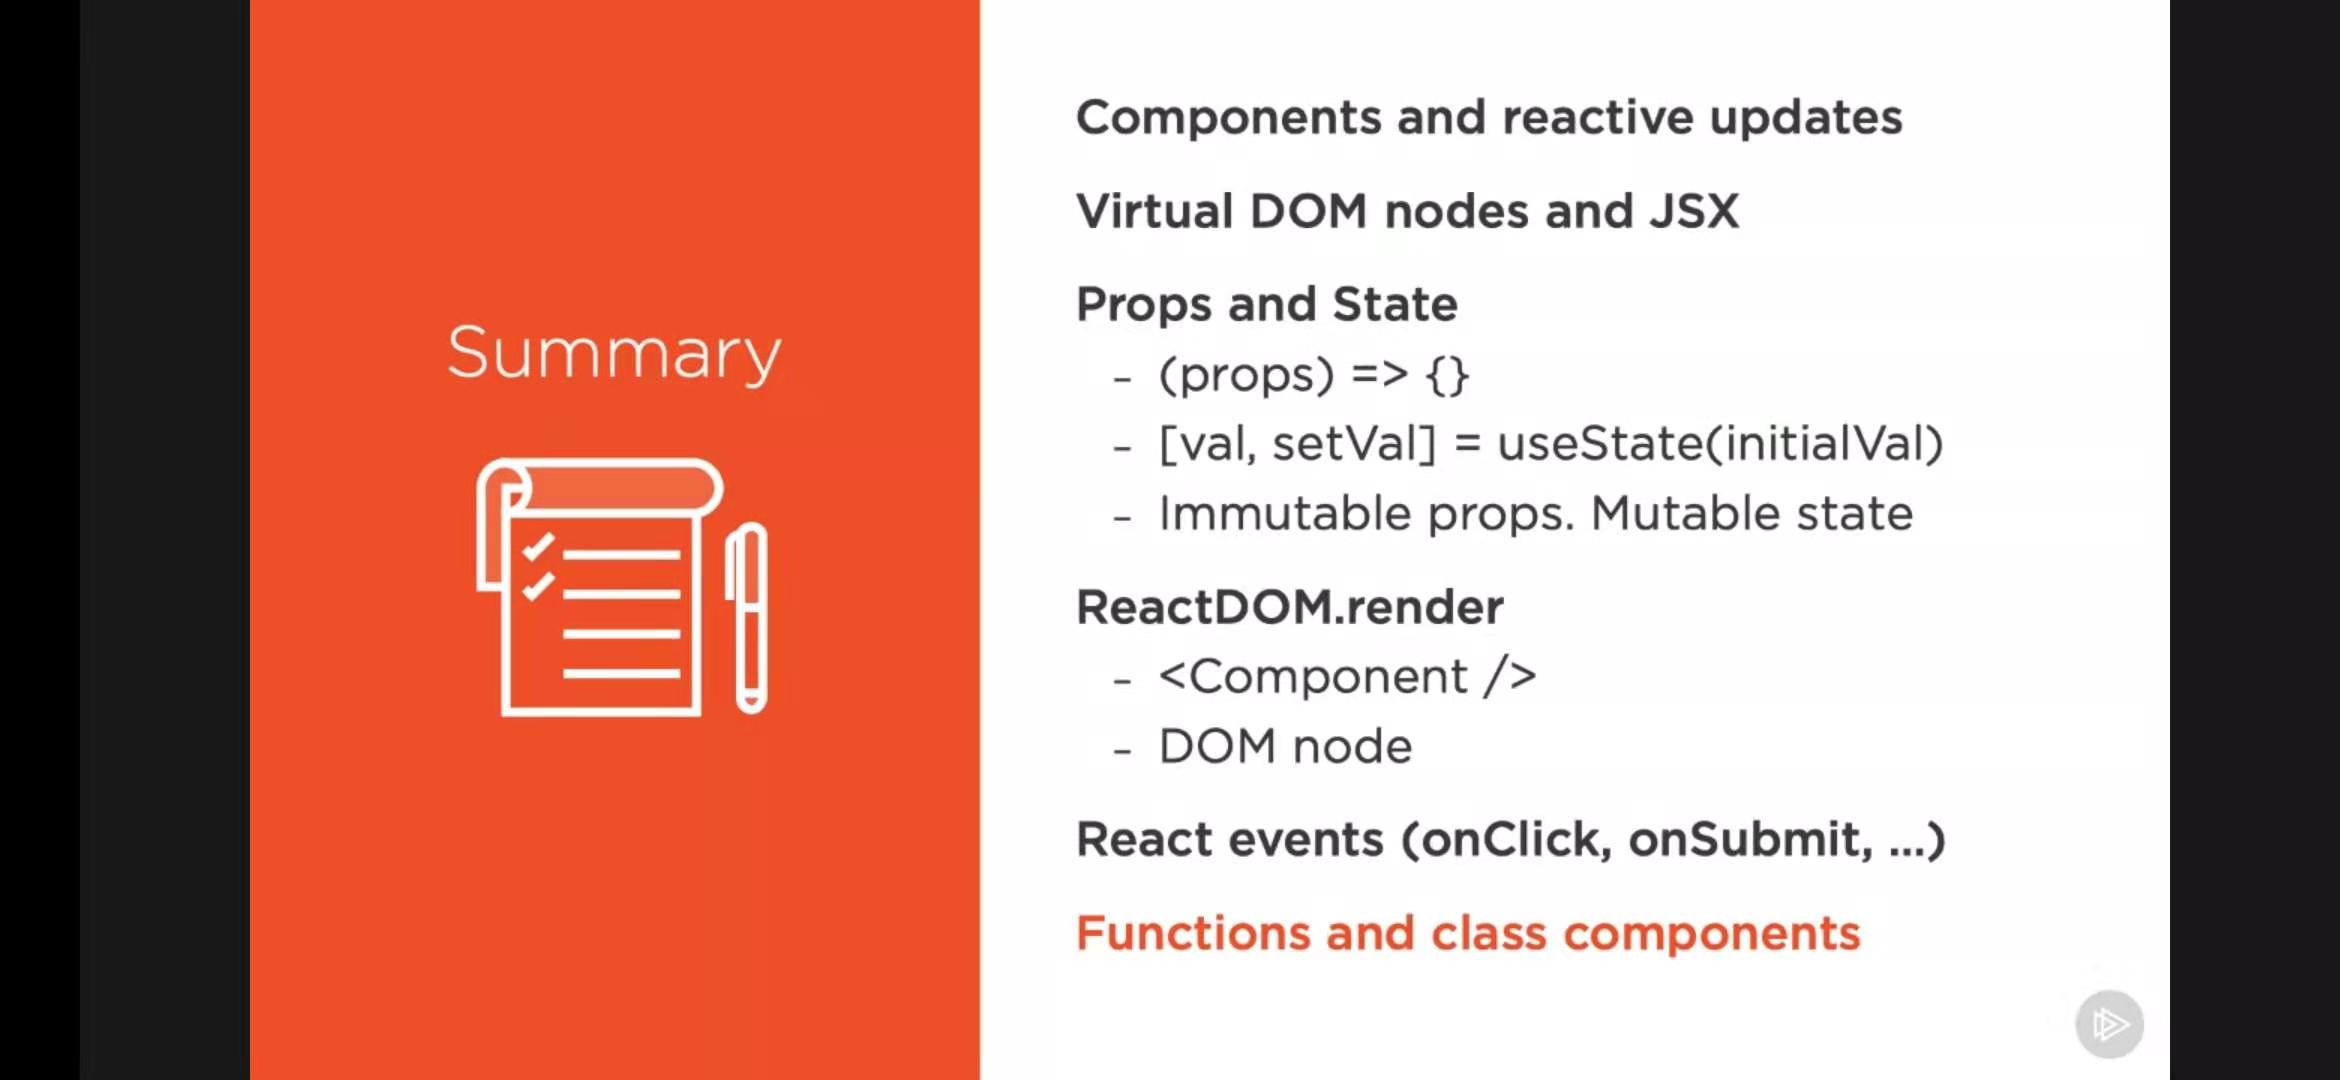 Summary
Components and reactive updates
Virtual DOM nodes and JSX
Props and State
- (props) => {}
- [val, setVal] = useState(initialVal)
- Immutable props. Mutable state
ReactDOM.render
- <Component />
- DOM node
React events (onClick, onSubmit, ...)
Functions and class components